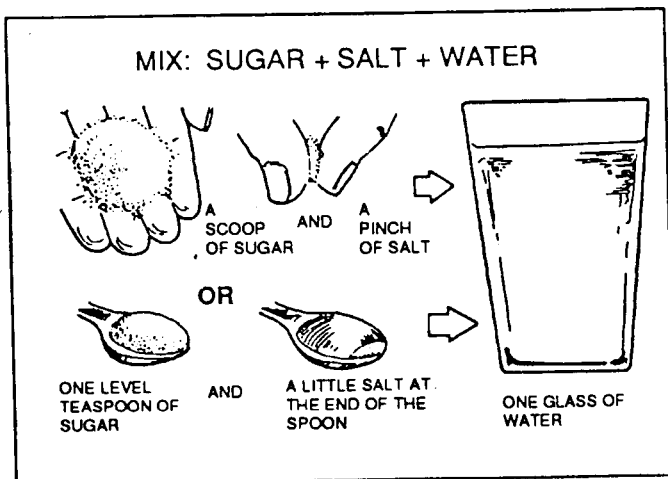 MIX: SUGAR + SALT + WATER
A
SCOOP
OF SUGAR
AND
A
PINCH
OF SALT
OR
ONE LEVEL
TEASPOON OF
SUGAR
AND
A LITTLE SALT AT
THE END OF THE
SPOON
ONE GLASS OF
WATER